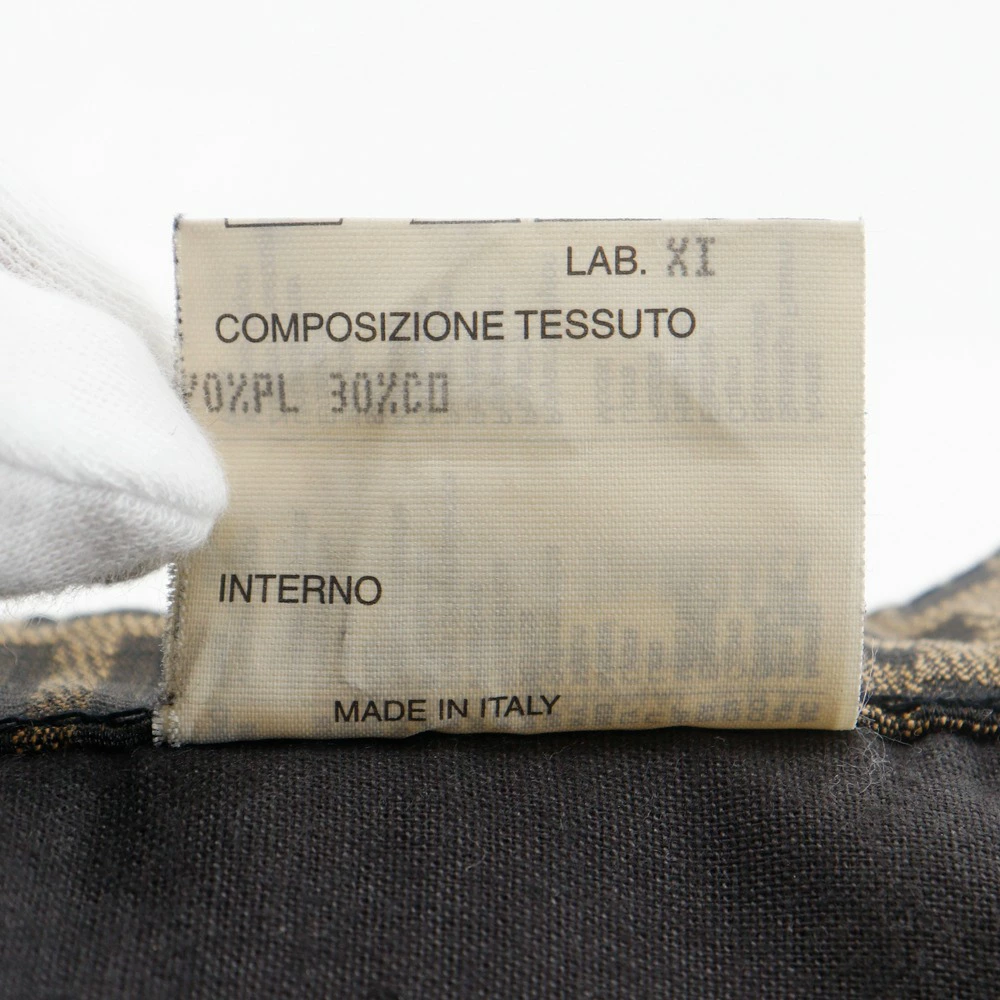 LAB. XI
COMPOSIZIONE TESSUTO
70%PL 30%CO
INTERNO
MADE IN ITALY